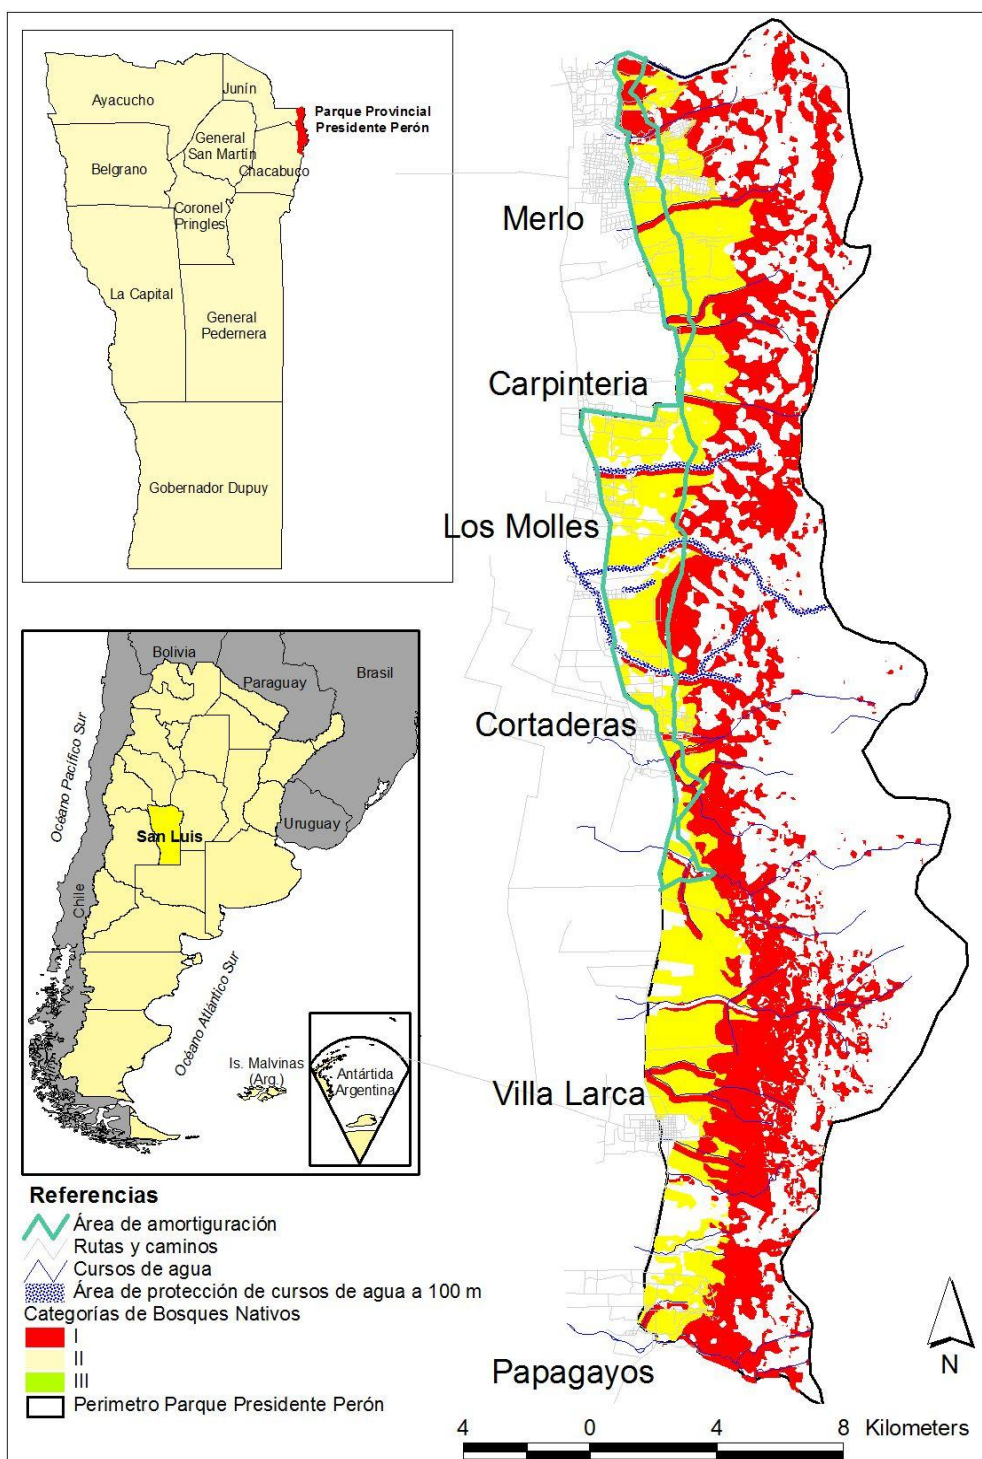 Ayacucho
Junín
Parque Provincial
Presidente Perón
General
San Martín
Belgrano
Chacabuco
Coronel
Pringles
La Capital
General
Pedernera
Gobernador Dupuy
Bolivia
Paraguay
Brasil
Océano Pacífico Sur
San Luis
Uruguay
Chile
Océano Atlántico Sur
Is. Malvinas
(Arg.)
Antártida
Argentina
Merlo
Carpinteria
Los Molles
Cortaderas
Villa Larca
Papagayos
Referencias
Área de amortiguración
Rutas y caminos
Cursos de agua
Área de protección de cursos de agua a 100 m
Categorías de Bosques Nativos
I
II
III
Perimetro Parque Presidente Perón
N
4 0 4 8 Kilometers